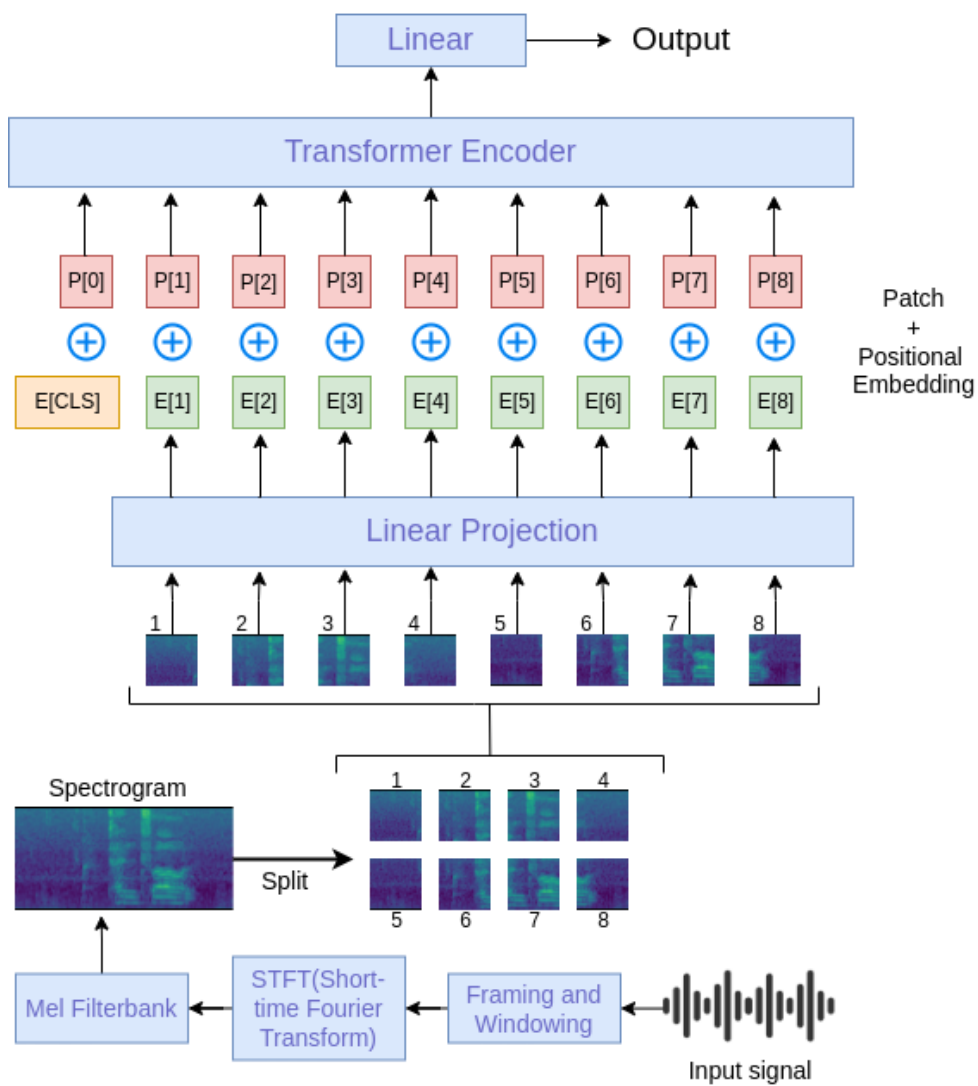 Linear
Output
Transformer Encoder
P[0] P[1] P[2] P[3] P[4] P[5] P[6] P[7] P[8]
Patch
+
Positional
Embedding
E[CLS] E[1] E[2] E[3] E[4] E[5] E[6] E[7] E[8]
Linear Projection
1 2 3 4 5 6 7 8
Spectrogram
1 2 3 4
Split
5 6 7 8
Mel Filterbank
STFT(Short-
time Fourier
Transform)
Framing and
Windowing
Input signal